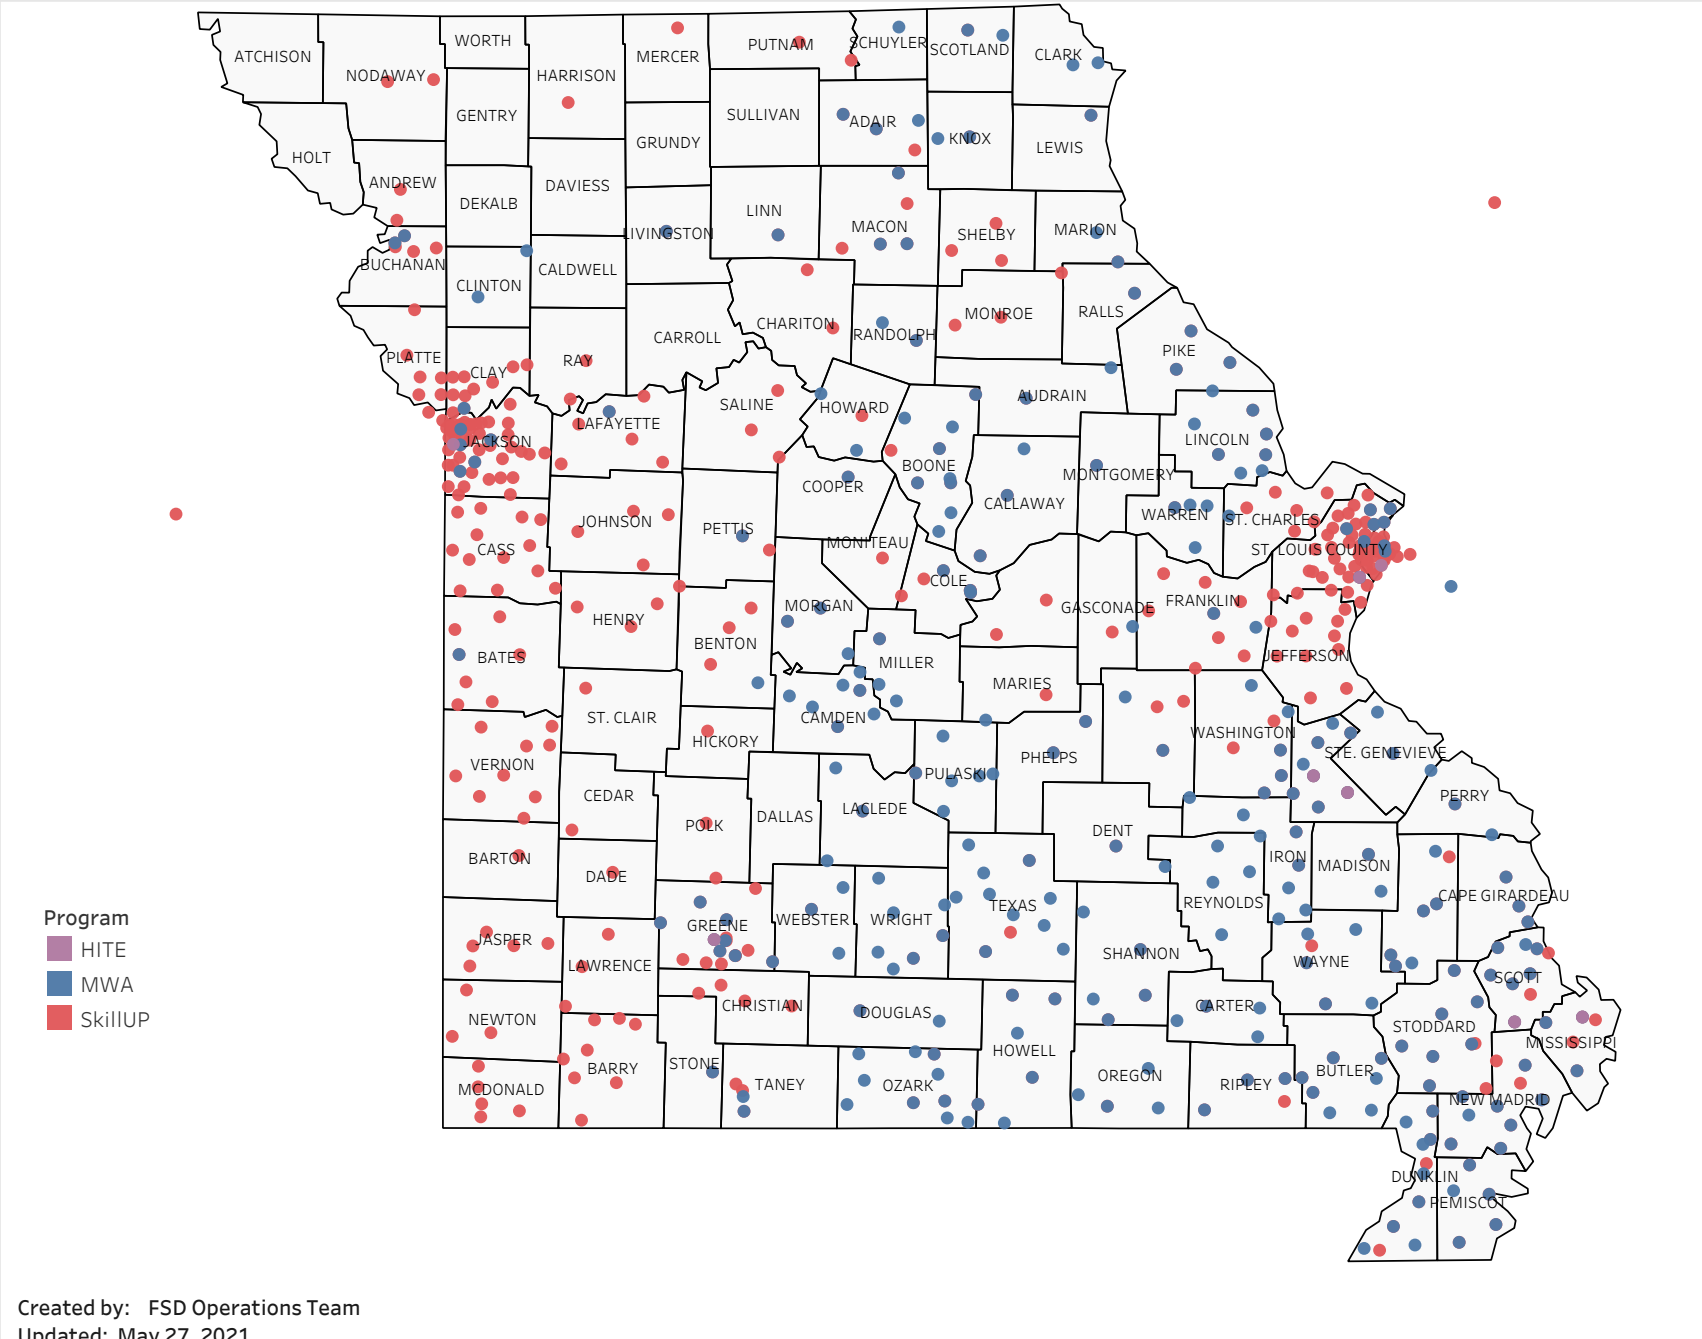 ATCHISON
WORTH
NODAWAY
HARRISON
MERCER
PUTNAM
SCHUYLER
SCOTLAND
CLARK
GENTRY
SULLIVAN
ADAIR
KNOX
LEWIS
HOLT
GRUNDY
ANDREW
DEKALB
DAVIESS
LINN
LIVINGSTON
MACON
SHELBY
MARION
BUCHANAN
CLINTON
CALDWELL
CHARITON
RANDOLPH
MONROE
RALLS
CARROLL
PLATTE
CLAY
RAY
PIKE
AUDRAIN
SALINE
HOWARD
LAFAYETTE
JACKSON
LINCOLN
BOONE
MONTGOMERY
COOPER
CALLAWAY
WARREN
ST. CHARLES
JOHNSON
PETTIS
CASS
MONITEAU
ST. LOUIS COUNTY
COLE
MORGAN
GASCONADE
FRANKLIN
HENRY
BENTON
BATES
MILLER
JEFFERSON
MARIES
ST. CLAIR
CAMDEN
HICKORY
WASHINGTON
VERNON
PULASKI
PHELPS
STE. GENEVIEVE
CEDAR
LACLEDE
PERRY
POLK
DALLAS
DENT
BARTON
DADE
IRON
MADISON
CAPE GIRARDEAU
JASPER
GREENE
WEBSTER
WRIGHT
TEXAS
REYNOLDS
LAWRENCE
SHANNON
WAYNE
SCOTT
NEWTON
CHRISTIAN
DOUGLAS
CARTER
STODDARD
MISSISSIPPI
HOWELL
BARRY
STONE
TANEY
OZARK
OREGON
RIPLEY
BUTLER
MCDONALD
NEW MADRID
DUNKLIN
PEMISCOT
Program
HITE
MWA
SkillUP
Created by: FSD Operations Team
Updated: May 27, 2021